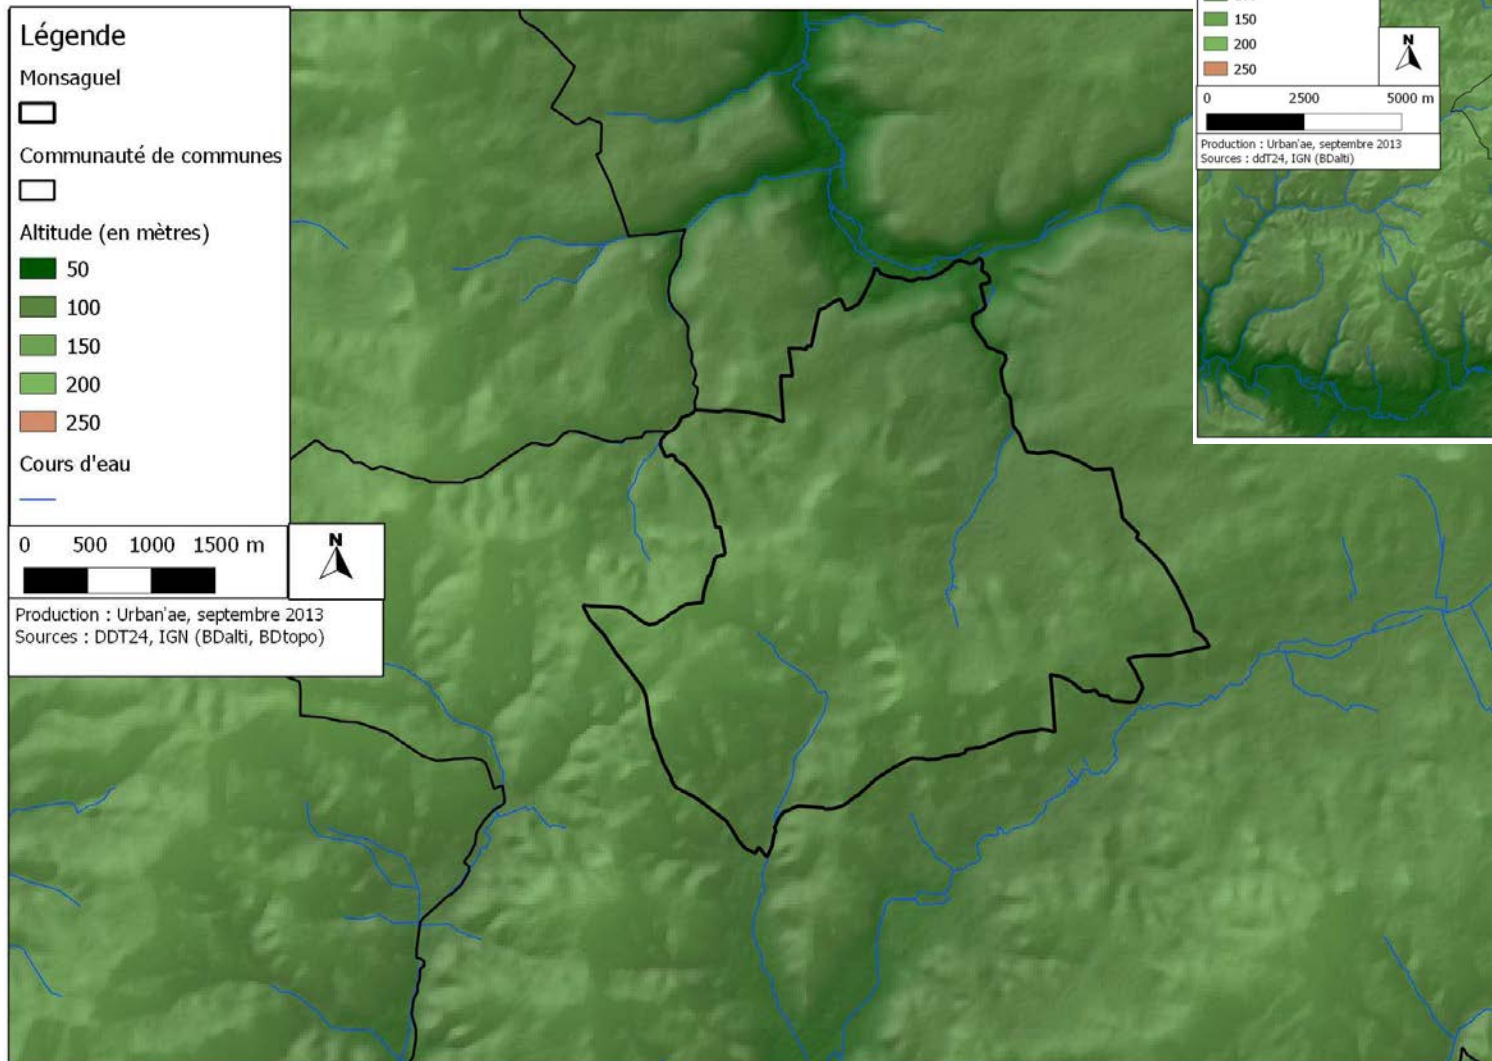 Légende
Monsaguel
Communauté de communes
Altitude (en mètres)
50
100
150
200
250
Cours d'eau
0 500 1000 1500 m
N
Production : Urban'ae, septembre 2013
Sources : DDT24, IGN (BDalti, BDtopo)
150
200
250
N
0 2500 5000 m
Production : Urban'ae, septembre 2013
Sources : ddT24, IGN (BDalti)